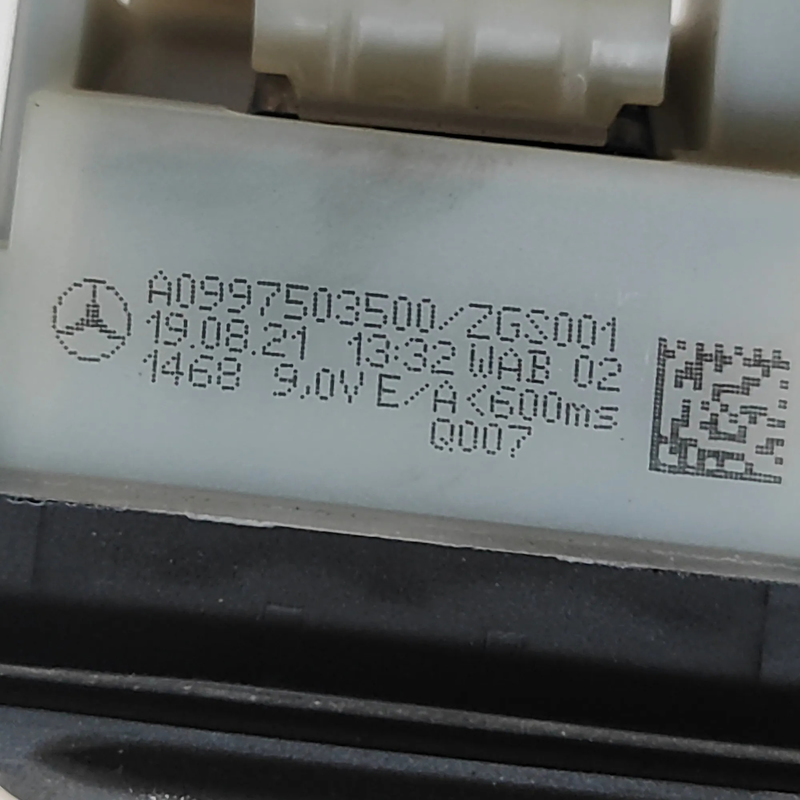 A0997503500/ZGS001
19.08.21 13:32 WAB 02
1468 9.0V E/A<600ms
Q007